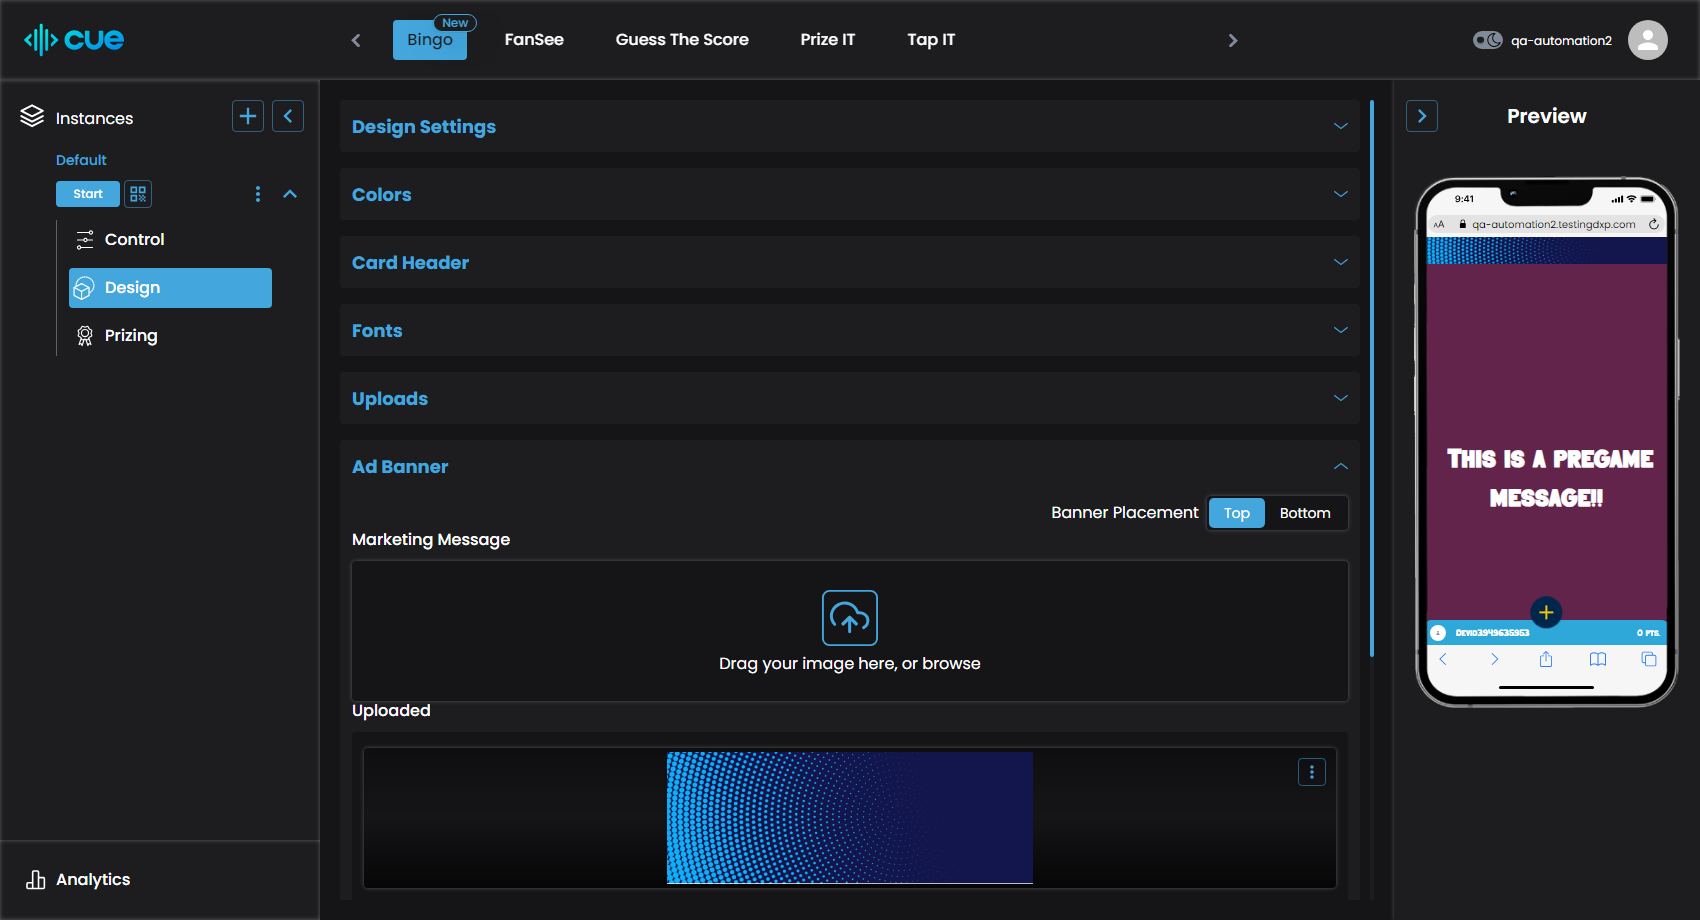 cue
Bingo
New
FanSee
Guess The Score
Prize IT
Tap IT
qa-automation2
Instances
Default
Start
Control
Design
Prizing
Analytics
Design Settings
Colors
Card Header
Fonts
Uploads
Ad Banner
Banner Placement
Top
Bottom
Marketing Message
Drag your image here, or browse
Uploaded
Preview
9:41
AA
qa-automation2.testingdxp.com
THIS IS A PREGAME
MESSAGE!!
DEVID3949635953
0 PTS.